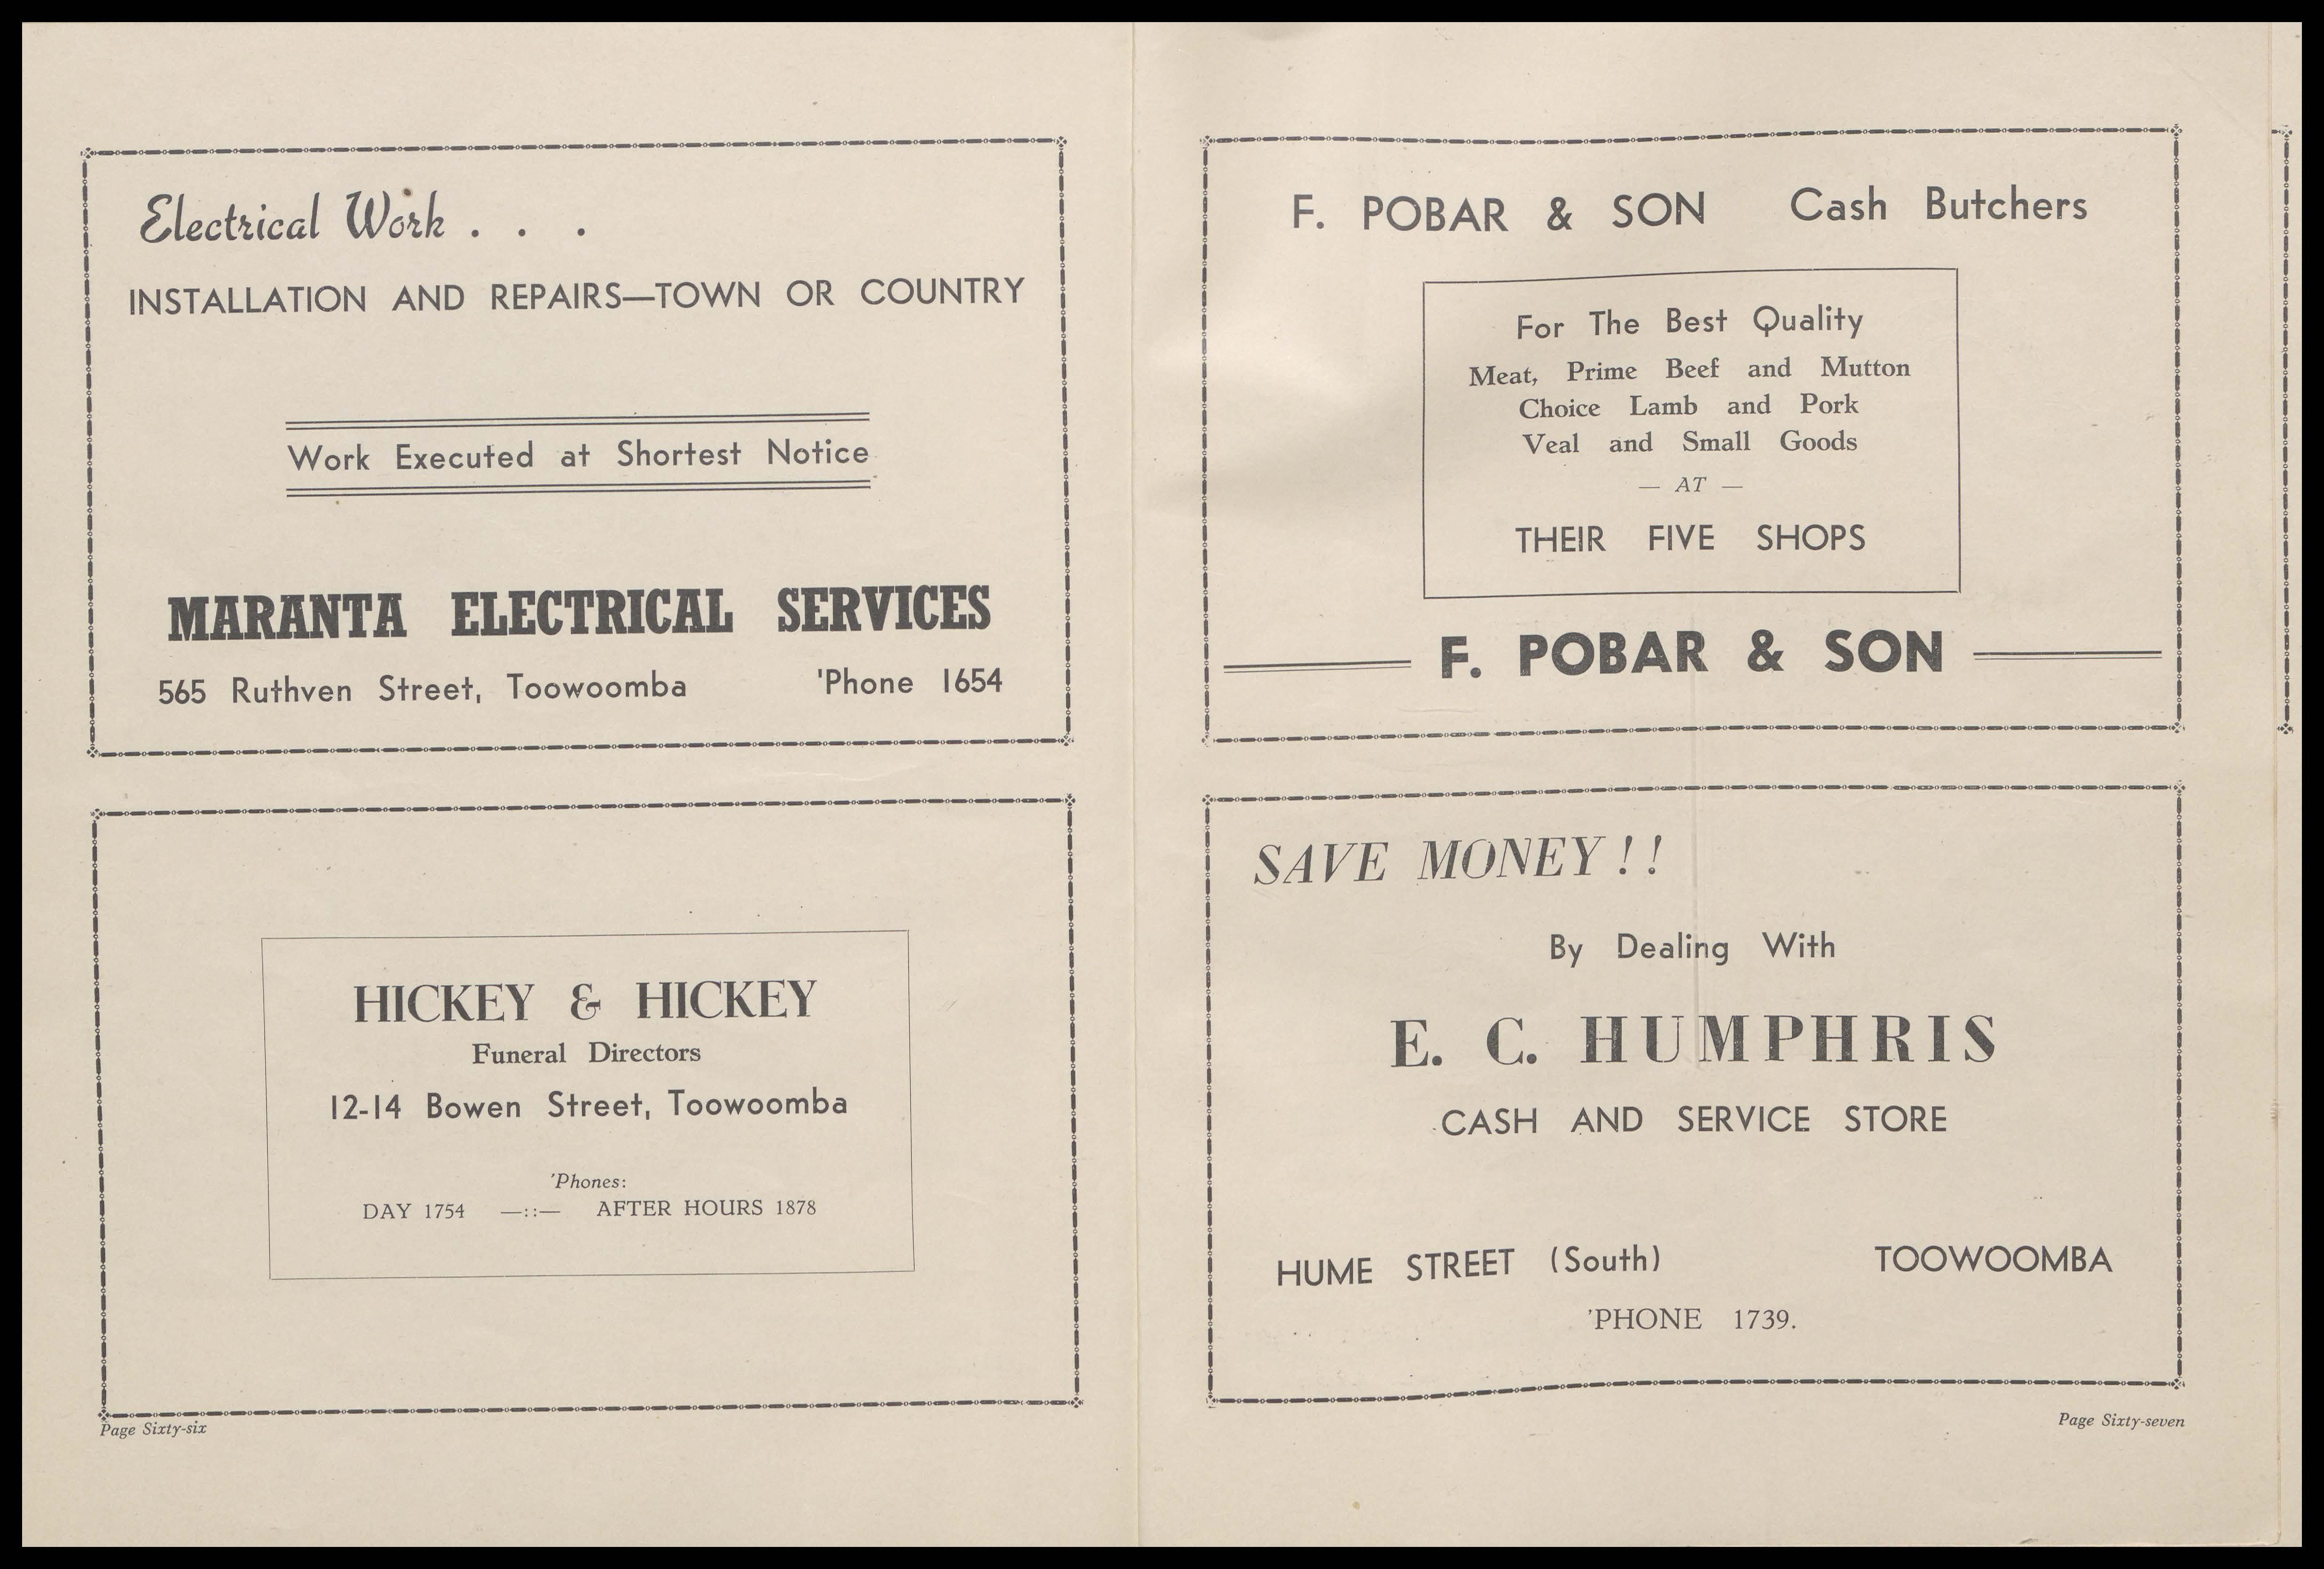 Electrical Work . . .
INSTALLATION AND REPAIRS—TOWN OR COUNTRY
Work Executed at Shortest Notice
MARANTA ELECTRICAL SERVICES
565 Ruthven Street, Toowoomba 'Phone 1654
HICKEY & HICKEY
Funeral Directors
12-14 Bowen Street, Toowoomba
'Phones:
DAY 1754 —::— AFTER HOURS 1878
Page Sixty-six
F. POBAR & SON Cash Butchers
For The Best Quality
Meat, Prime Beef and Mutton
Choice Lamb and Pork
Veal and Small Goods
— AT —
THEIR FIVE SHOPS
F. POBAR & SON
SAVE MONEY!!
By Dealing With
E. C. HUMPHRIS
CASH AND SERVICE STORE
HUME STREET (South) TOOWOOMBA
'PHONE 1739.
Page Sixty-seven